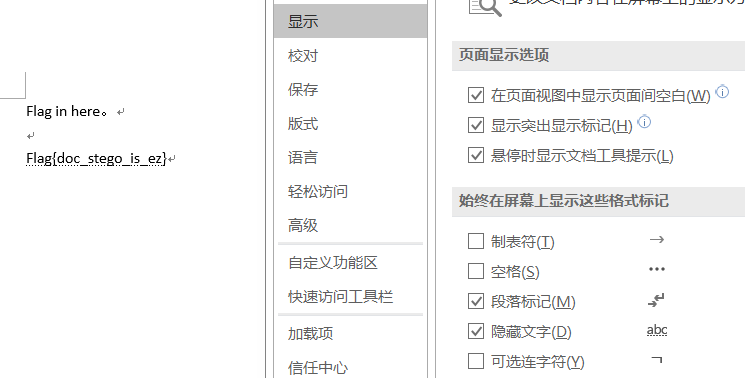 Flag in here。
Flag{doc_stego_is_ez}
显示
校对
保存
版式
语言
轻松访问
高级
自定义功能区
快速访问工具栏
加载项
信任中心
页面显示选项
在页面视图中显示页面间空白(W)
显示突出显示标记(H)
悬停时显示文档工具提示(L)
始终在屏幕上显示这些格式标记
制表符(T)
空格(S)
段落标记(M)
隐藏文字(D) abc
可选连字符(Y)